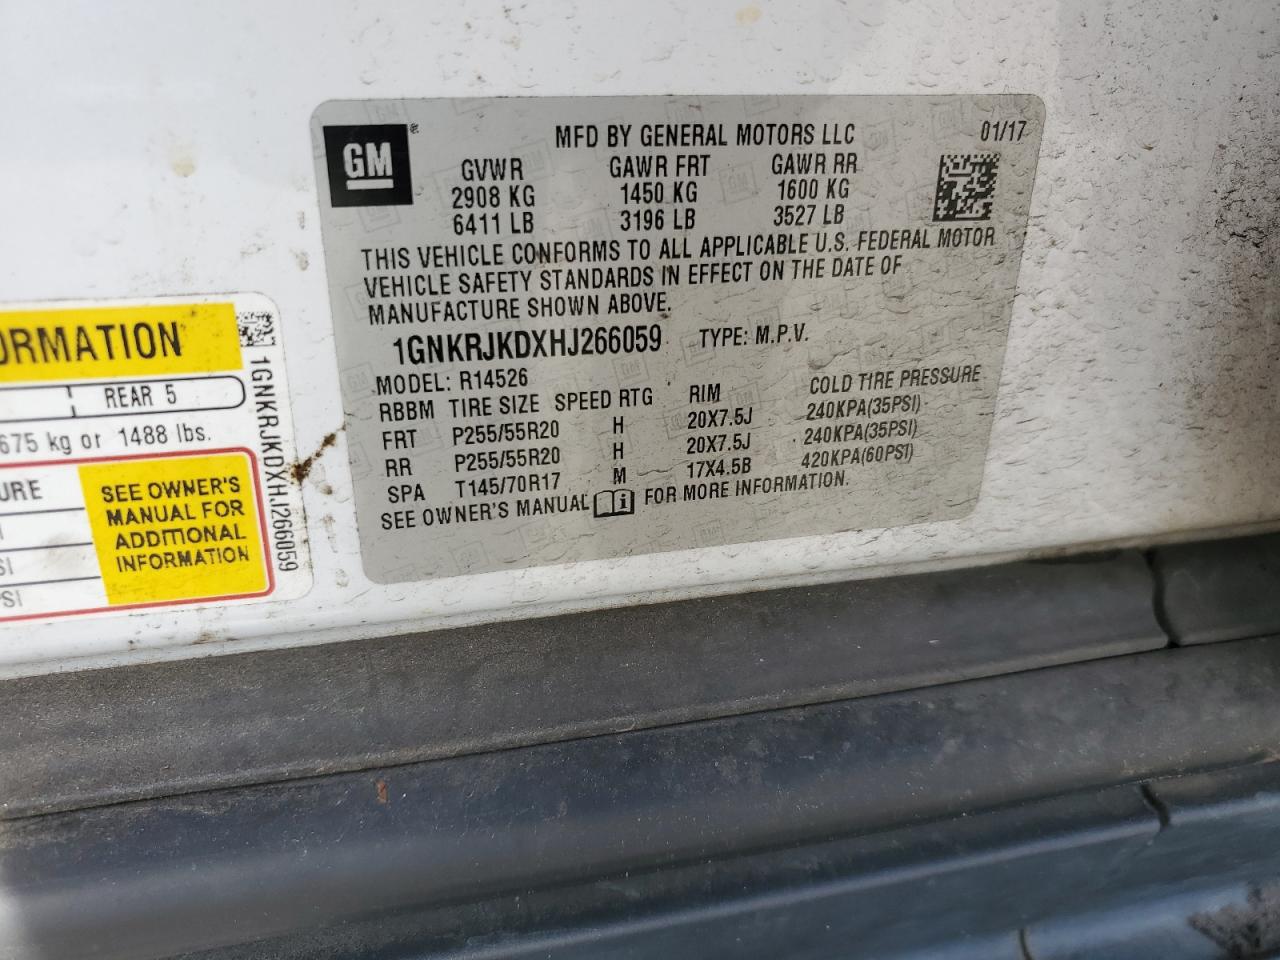 GM®
MFD BY GENERAL MOTORS LLC 01/17
GVWR GAWR FRT GAWR RR
2908 KG 1450 KG 1600 KG
6411 LB 3196 LB 3527 LB
THIS VEHICLE CONFORMS TO ALL APPLICABLE U.S. FEDERAL MOTOR
VEHICLE SAFETY STANDARDS IN EFFECT ON THE DATE OF
MANUFACTURE SHOWN ABOVE.
1GNKRJKDXHJ266059 TYPE: M.P.V.
MODEL: R14526
RBBM TIRE SIZE SPEED RTG RIM COLD TIRE PRESSURE
FRT P255/55R20 H 20X7.5J 240KPA(35PSI)
RR P255/55R20 H 20X7.5J 240KPA(35PSI)
SPA T145/70R17 M 17X4.5B 420KPA(60PSI)
SEE OWNER'S MANUAL i FOR MORE INFORMATION.
ORMATION
REAR 5
675 kg or 1488 lbs.
URE
SI
PSI
SEE OWNER'S
MANUAL FOR
ADDITIONAL
INFORMATION
1GNKRJKDXHJ266059